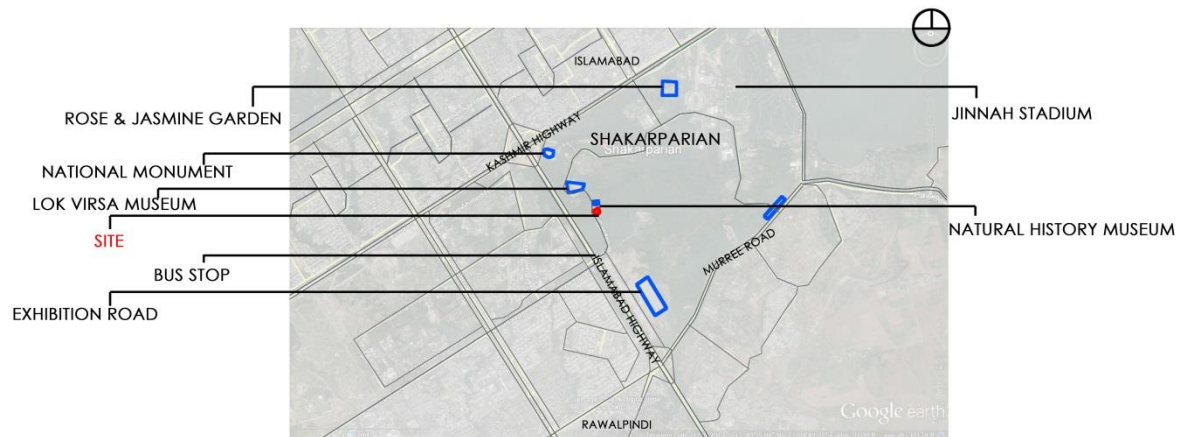 ISLAMABAD
ROSE & JASMINE GARDEN
JINNAH STADIUM
KASHMIR HIGHWAY
SHAKARPARIAN
Shakarparian
NATIONAL MONUMENT
LOK VIRSA MUSEUM
SITE
NATURAL HISTORY MUSEUM
MURREE ROAD
BUS STOP
ISLAMABAD HIGHWAY
EXHIBITION ROAD
Google earth
RAWALPINDI